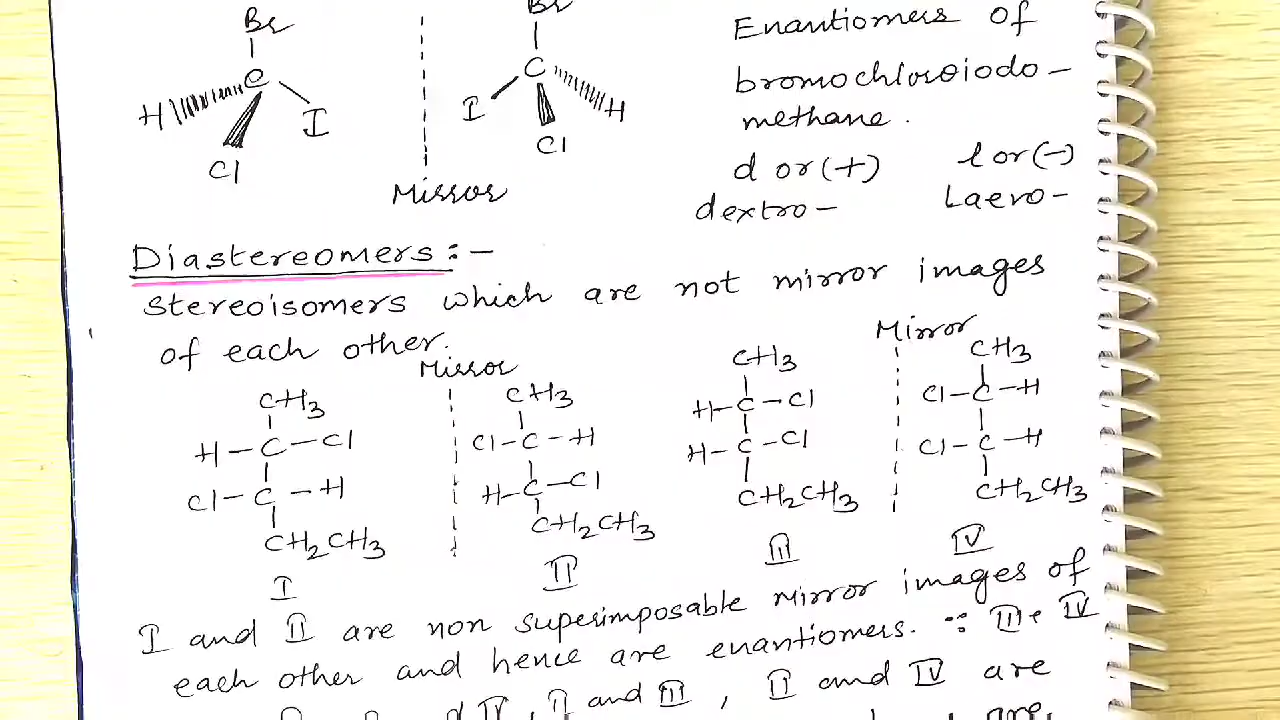 Br
Br
Enantiomers of
C
C
bromochloroiodo-
H
I
I
H
methane.
Cl
Cl
d or (+)
l or (-)
Mirror
dextro-
Laevo-
Diastereomers :-
stereoisomers which are not mirror images
of each other.
Mirror
Mirror
CH3
CH3
CH3
CH3
H-C-Cl
Cl-C-H
H-C-Cl
Cl-C-H
Cl-C-H
H-C-Cl
H-C-Cl
Cl-C-H
CH2CH3
CH2CH3
CH2CH3
CH2CH3
I
II
III
IV
I and II are non superimposable mirror images of
each other and hence are enantiomers. :: III & IV
IV, II and III, II and IV are
are